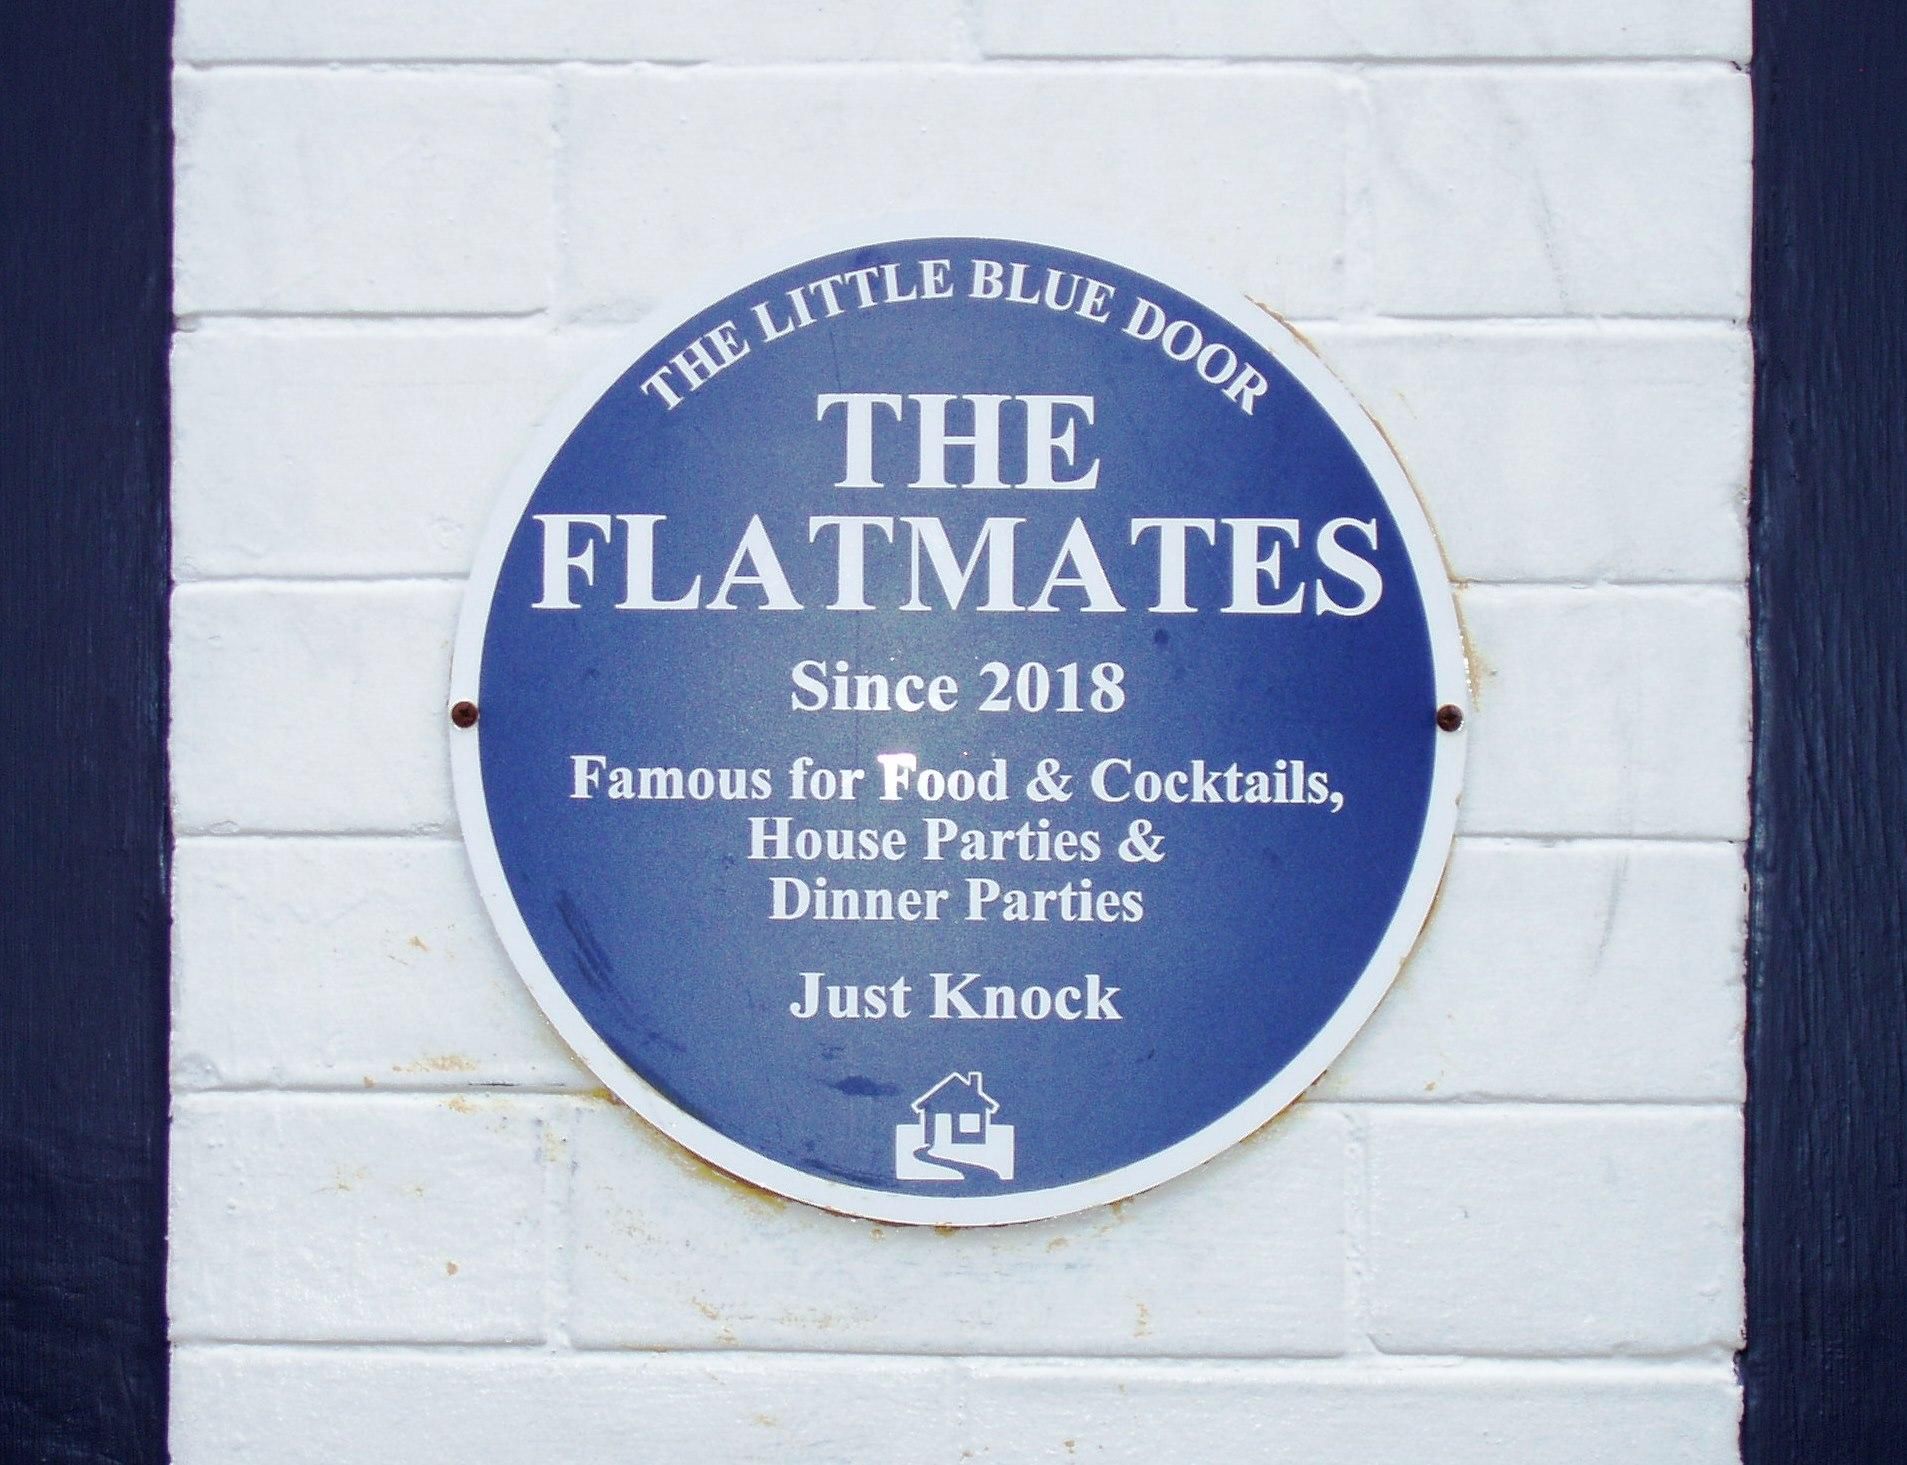 THE LITTLE BLUE DOOR
THE
FLATMATES
Since 2018
Famous for Food & Cocktails,
House Parties &
Dinner Parties
Just Knock